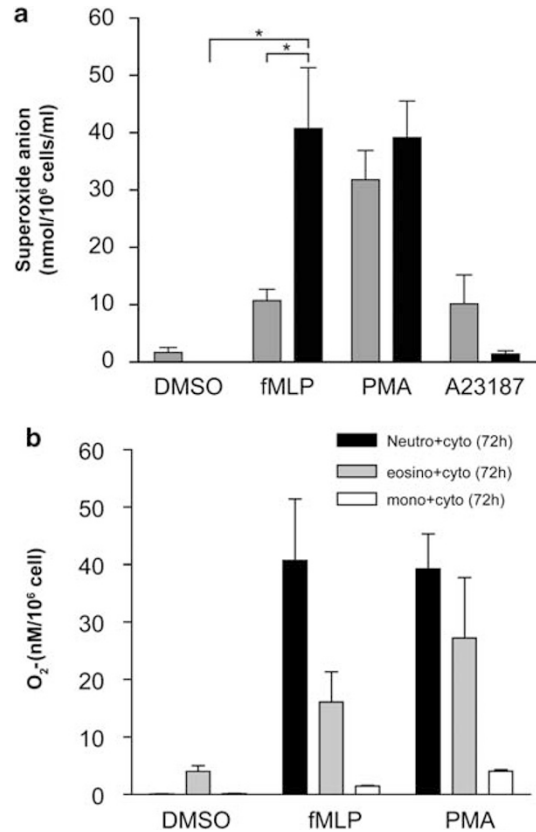 a
60
50
40
30
20
10
0
Superoxide anion
(nmol/10⁶ cells/ml)
*
*
DMSO fMLP PMA A23187
b
60
50
40
30
20
10
0
O₂-(nM/10⁶ cell)
Neutro+cyto (72h)
eosino+cyto (72h)
mono+cyto (72h)
DMSO fMLP PMA